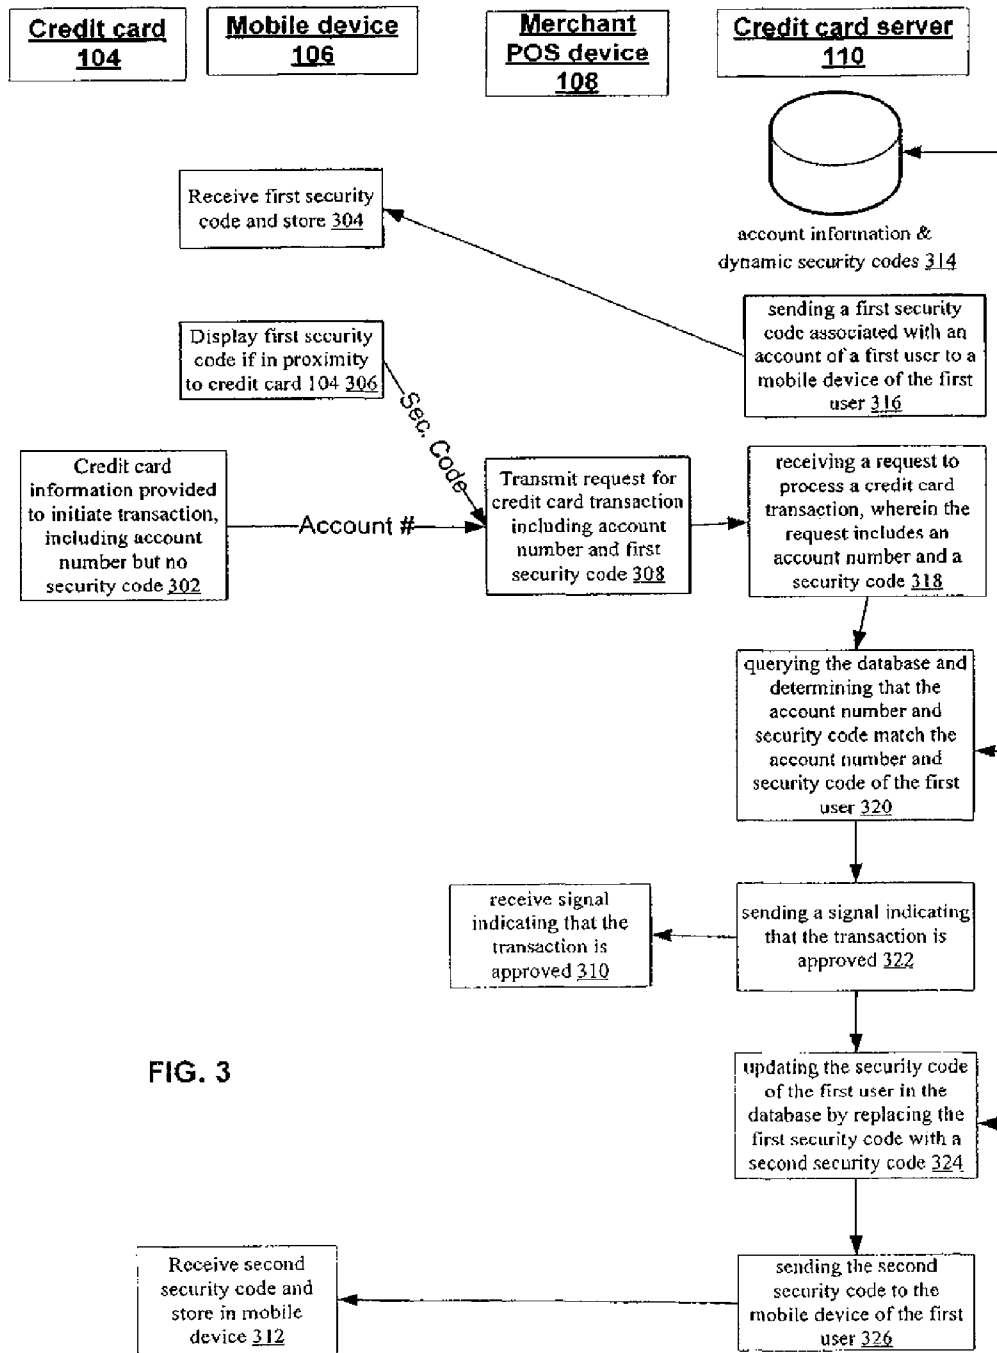 Credit card
104
Mobile device
106
Merchant
POS device
108
Credit card server
110
account information &
dynamic security codes 314
Receive first security
code and store 304
sending a first security
code associated with an
account of a first user to a
mobile device of the first
user 316
Display first security
code if in proximity
to credit card 104 306
Sec. Code
Credit card
information provided
to initiate transaction,
including account
number but no
security code 302
Account #
Transmit request for
credit card transaction
including account
number and first
security code 308
receiving a request to
process a credit card
transaction, wherein the
request includes an
account number and a
security code 318
querying the database and
determining that the
account number and
security code match the
account number and
security code of the first
user 320
receive signal
indicating that the
transaction is
approved 310
sending a signal indicating
that the transaction is
approved 322
FIG. 3
updating the security code
of the first user in the
database by replacing the
first security code with a
second security code 324
Receive second
security code and
store in mobile
device 312
sending the second
security code to the
mobile device of the first
user 326